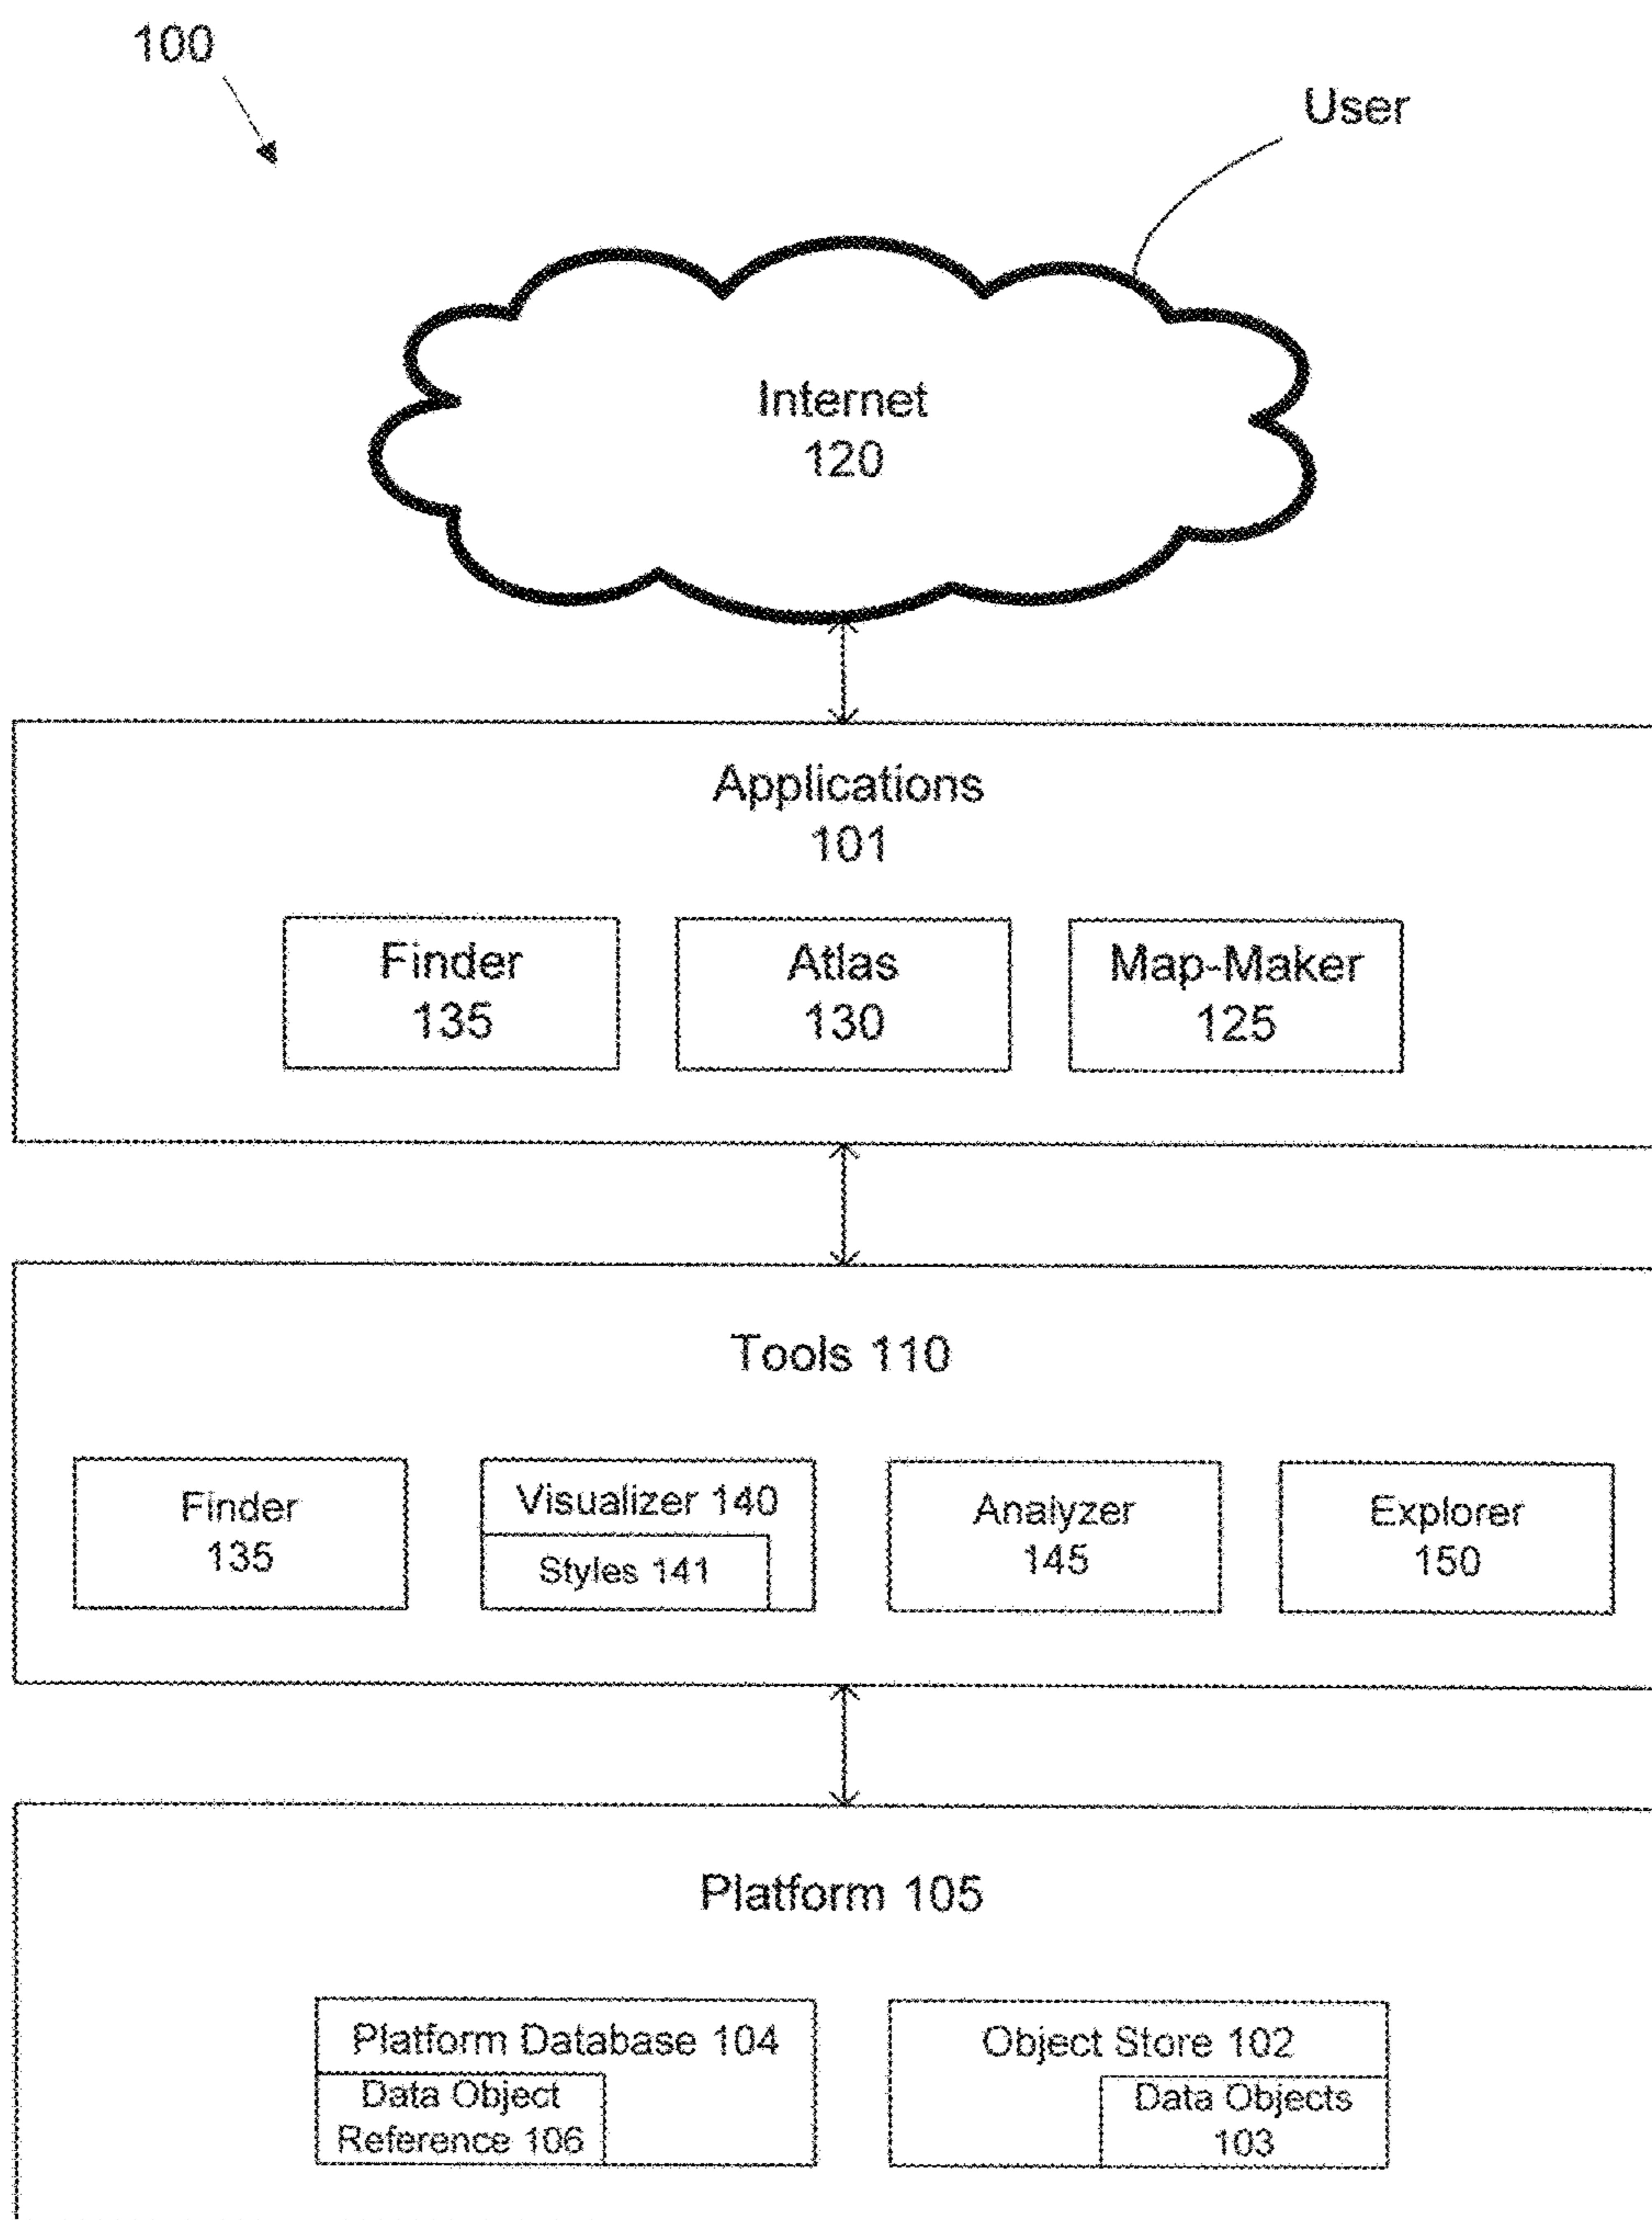 100
User
Internet
120
Applications
101
Finder
135
Atlas
130
Map-Maker
125
Tools 110
Finder
135
Visualizer 140
Styles 141
Analyzer
145
Explorer
150
Platform 105
Platform Database 104
Data Object
Reference 106
Object Store 102
Data Objects
103